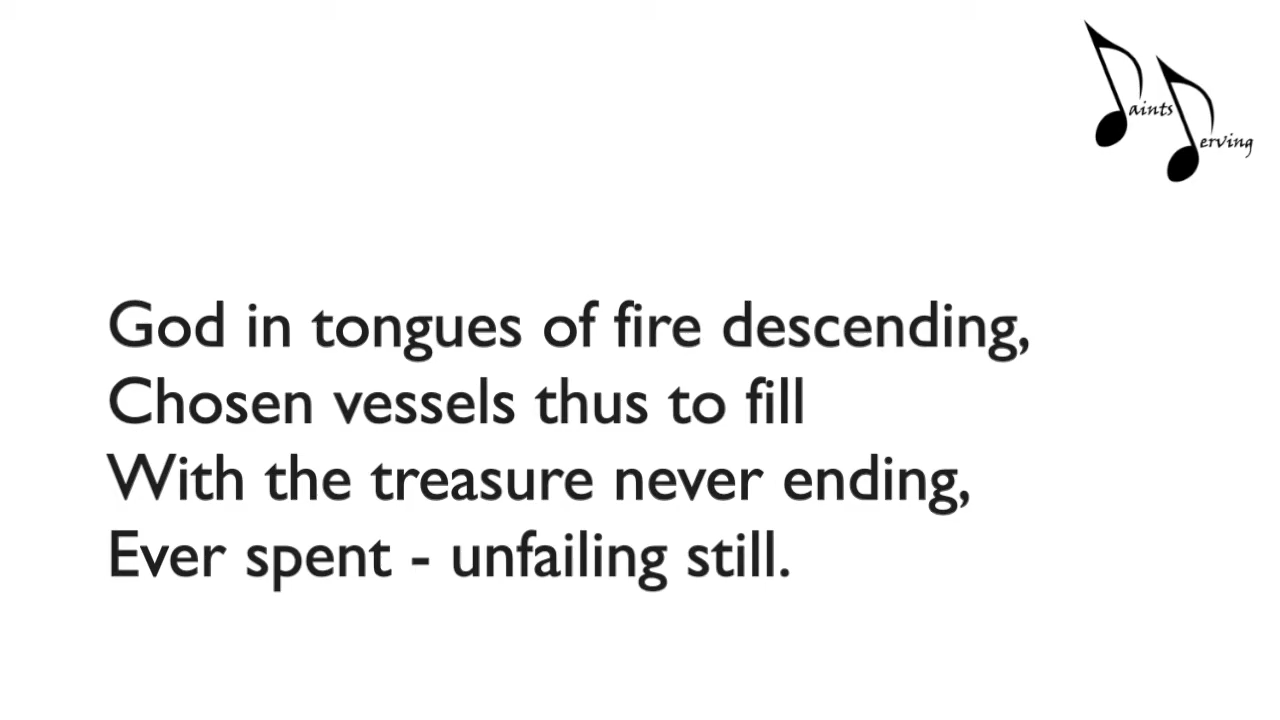 aints
erving
God in tongues of fire descending,
Chosen vessels thus to fill
With the treasure never ending,
Ever spent - unfailing still.